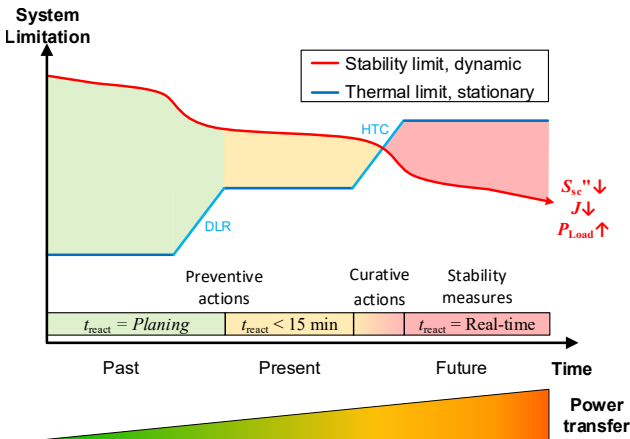 System
Limitation
Stability limit, dynamic
Thermal limit, stationary
HTC
DLR
Ssc" ↓
J↓
PLoad ↑
Preventive
actions
Curative
actions
Stability
measures
treact = Planing
treact < 15 min
treact = Real-time
Past
Present
Future
Time
Power
transfer